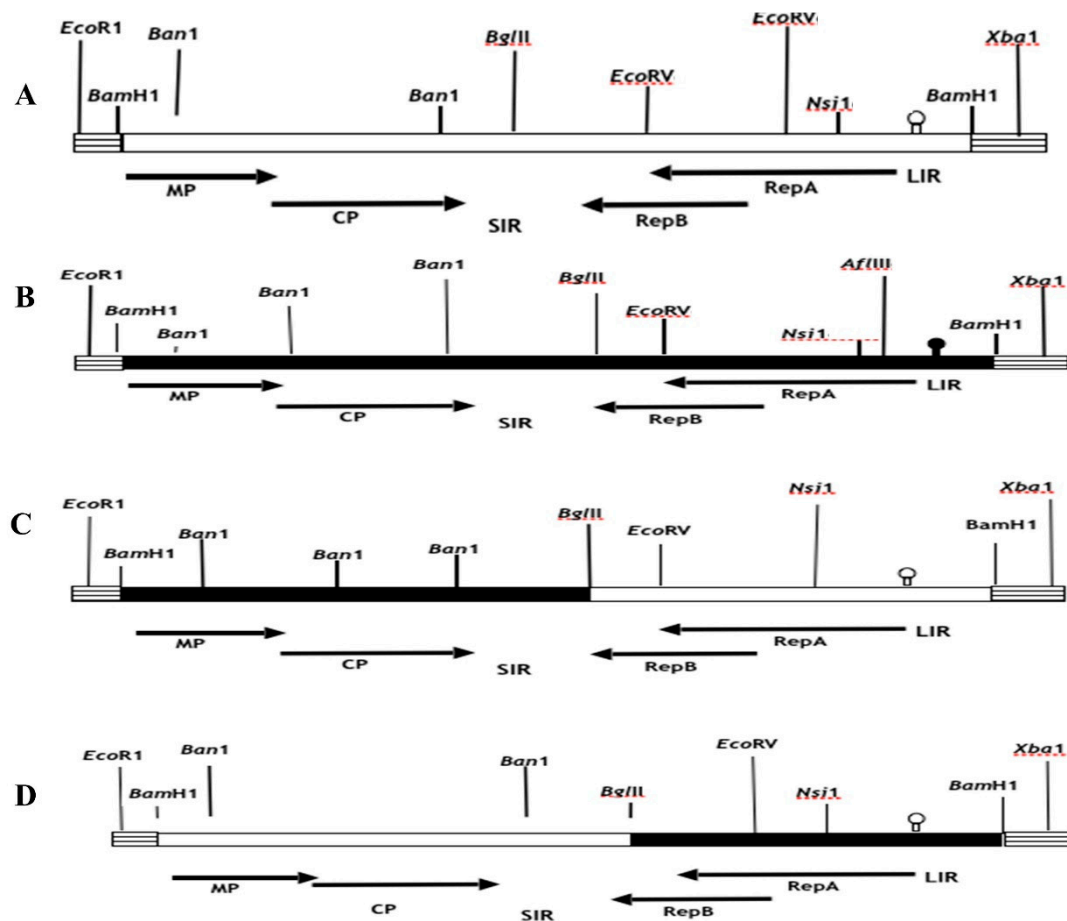 EcoR1 Ban1 BglII EcoRV EcoRV Xba1
A BamH1 Ban1 Nsi1 BamH1
MP CP SIR RepB RepA LIR
EcoR1 Ban1 Ban1 BglII AflIII Xba1
B BamH1 Ban1 EcoRV Nsi1 BamH1
MP CP SIR RepB RepA LIR
EcoR1 BglII Nsi1 Xba1
C BamH1 Ban1 Ban1 Ban1 EcoRV BamH1
MP CP SIR RepB RepA LIR
EcoR1 Ban1 Ban1 EcoRV Xba1
D BamH1 BglII Nsi1 BamH1
MP CP SIR RepB RepA LIR